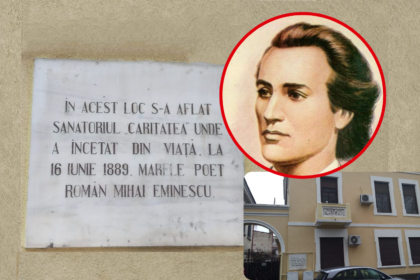 ÎN ACEST LOC S-A AFLAT
SANATORIUL „CARITATEA" UNDE
A ÎNCETAT DIN VIAȚĂ, LA
16 IUNIE 1889, MARELE POET
ROMÂN MIHAI EMINESCU.